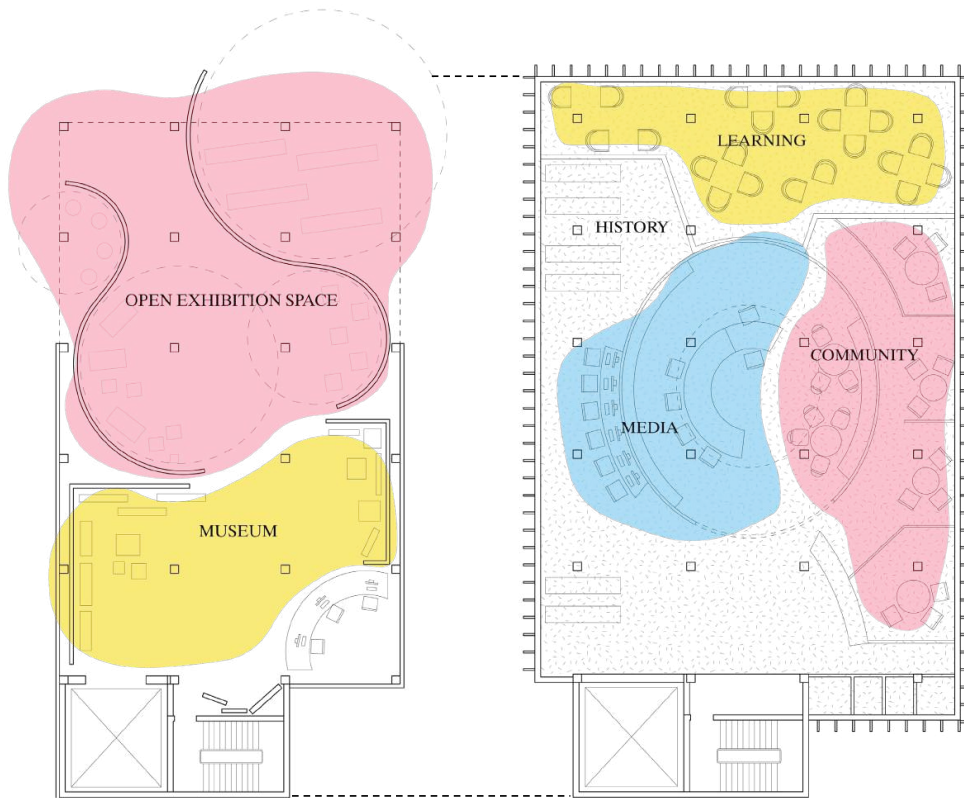 OPEN EXHIBITION SPACE
MUSEUM
LEARNING
HISTORY
COMMUNITY
MEDIA